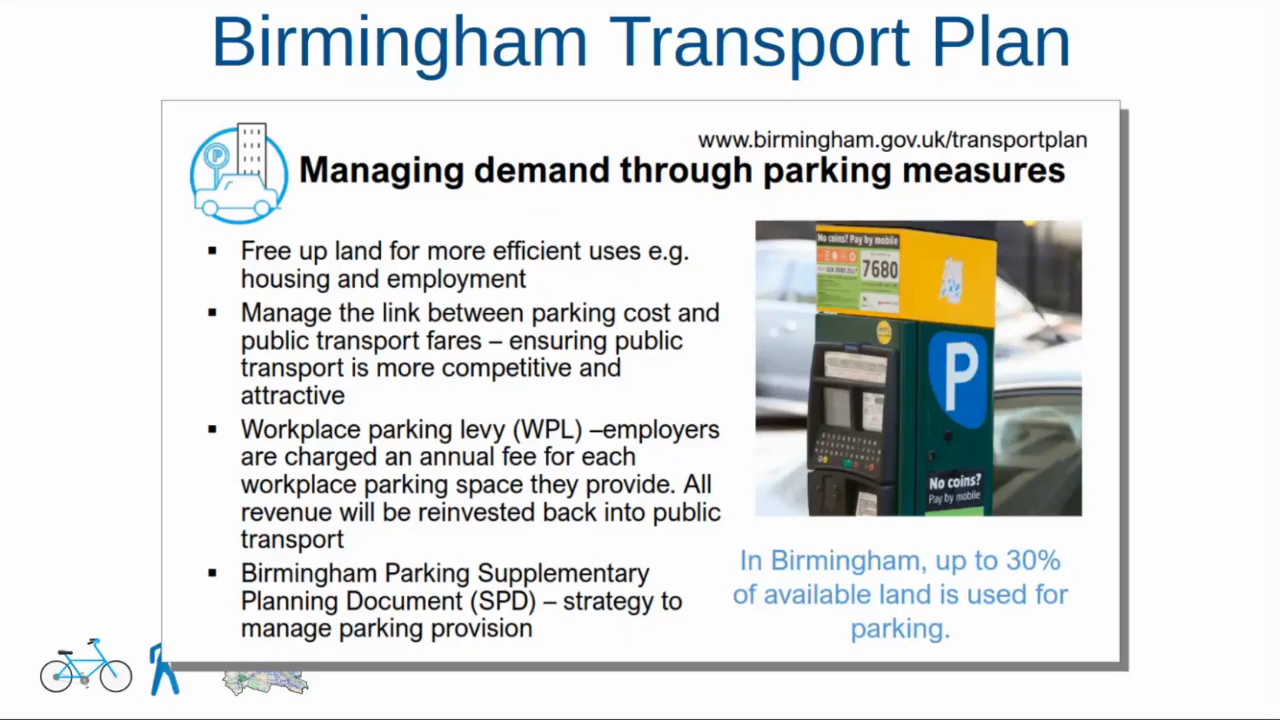 Birmingham Transport Plan
www.birmingham.gov.uk/transportplan
Managing demand through parking measures
▪ Free up land for more efficient uses e.g.
housing and employment
▪ Manage the link between parking cost and
public transport fares – ensuring public
transport is more competitive and
attractive
▪ Workplace parking levy (WPL) –employers
are charged an annual fee for each
workplace parking space they provide. All
revenue will be reinvested back into public
transport
▪ Birmingham Parking Supplementary
Planning Document (SPD) – strategy to
manage parking provision
No coins? Pay by mobile
7680
P
No coins?
Pay by mobile
In Birmingham, up to 30%
of available land is used for
parking.